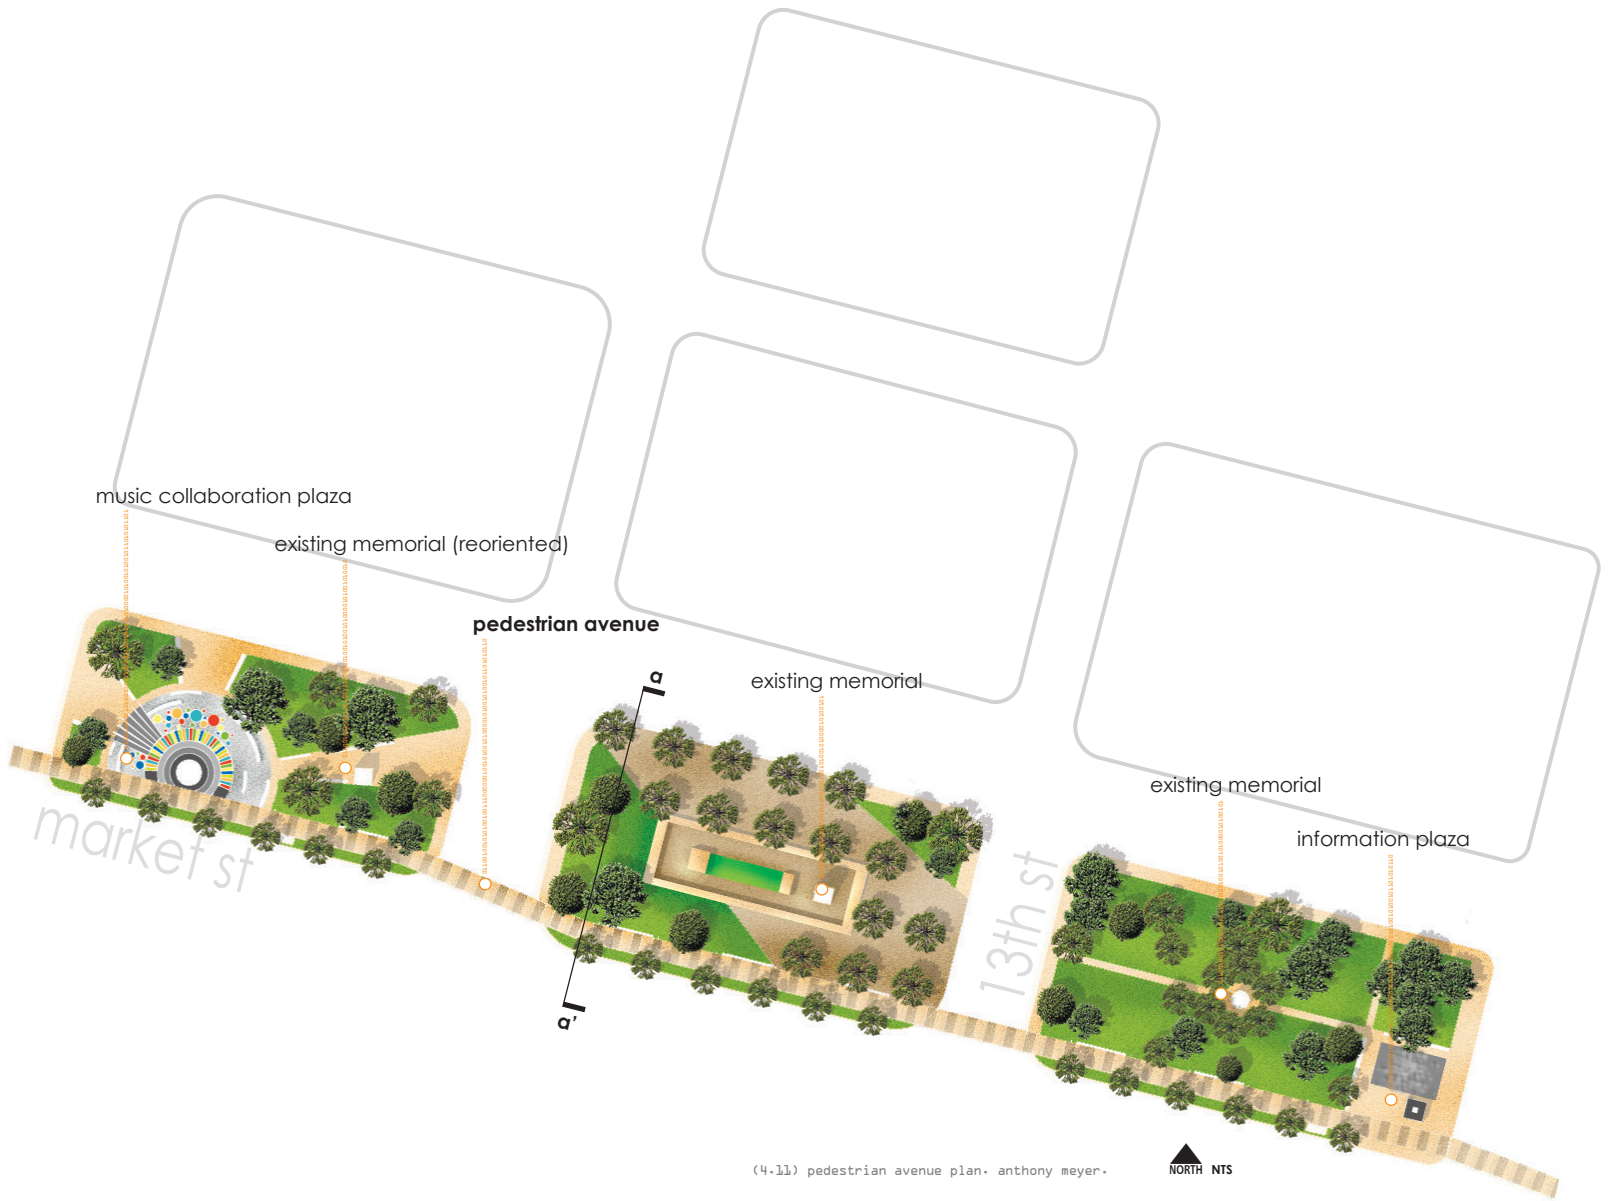 music collaboration plaza
existing memorial (reoriented)
pedestrian avenue
a
existing memorial
existing memorial
information plaza
market st
13th st
a'
(4.11) pedestrian avenue plan. anthony meyer.
NORTH NTS